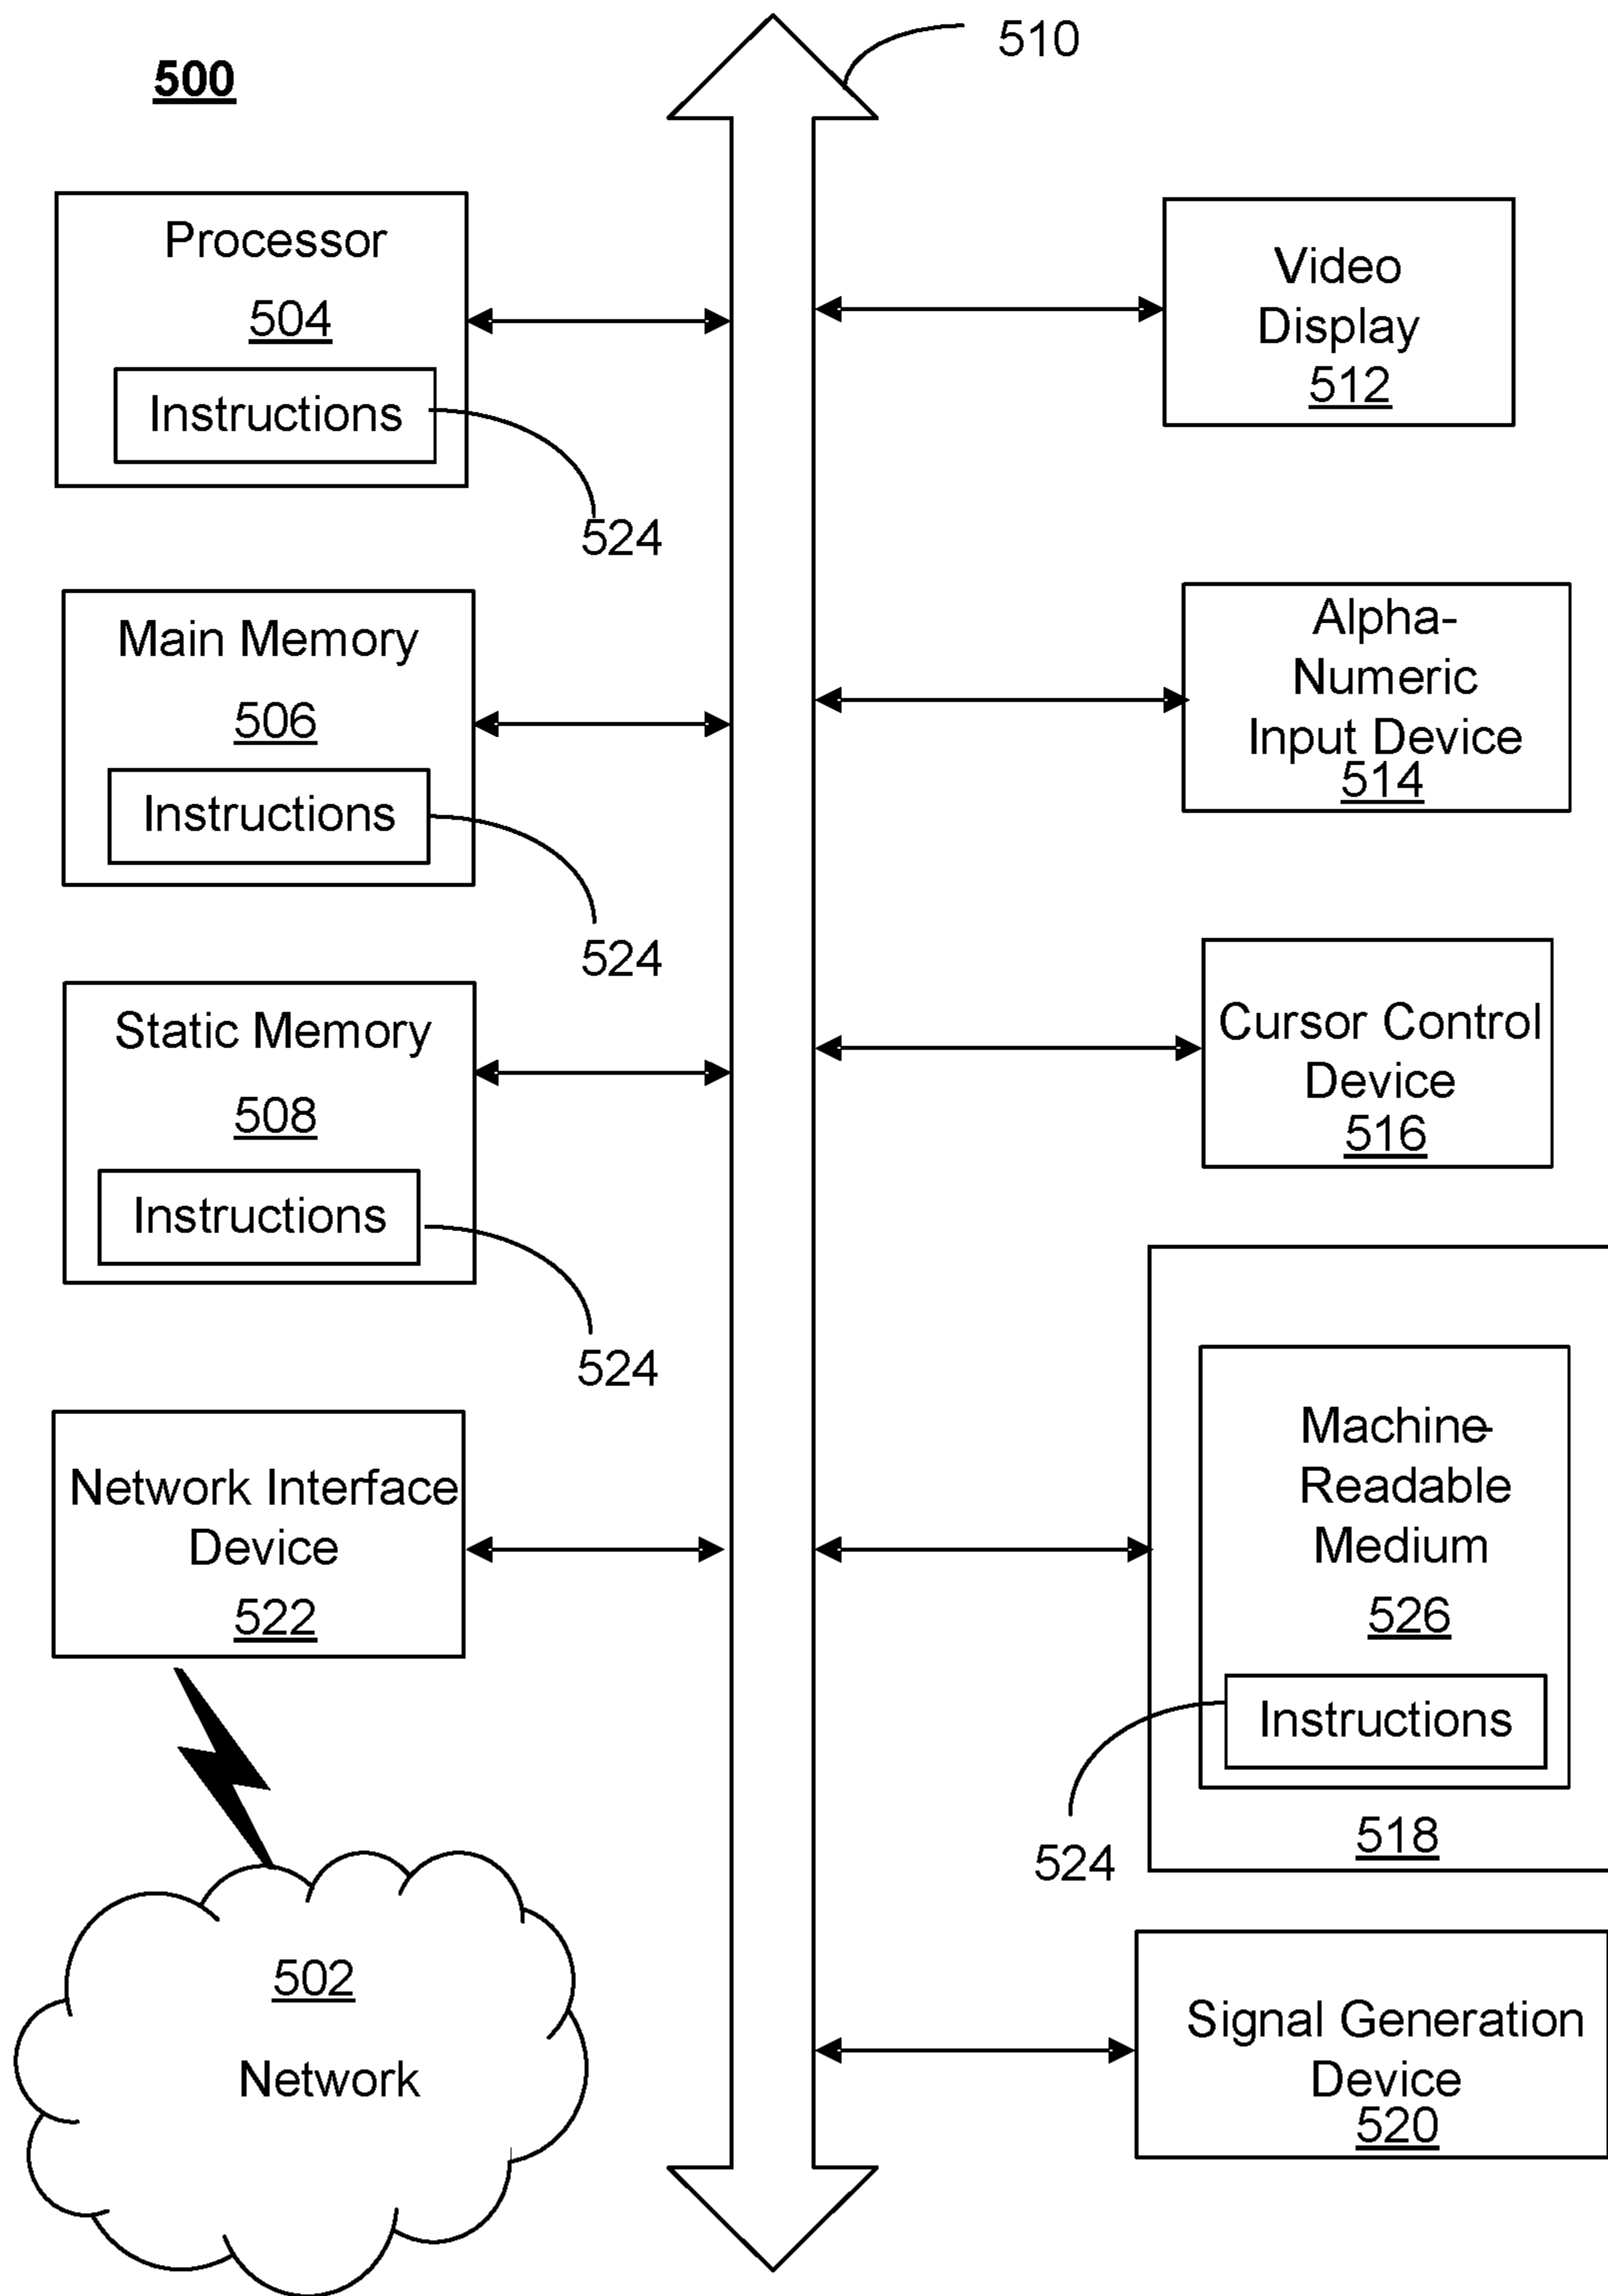 500
510
Processor
504
Instructions
524
Main Memory
506
Instructions
524
Static Memory
508
Instructions
524
Network Interface
Device
522
502
Network
Video
Display
512
Alpha-
Numeric
Input Device
514
Cursor Control
Device
516
Machine-
Readable
Medium
526
Instructions
524
518
Signal Generation
Device
520